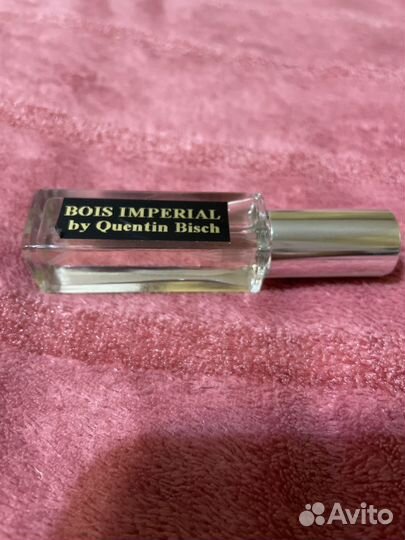 BOIS IMPERIAL
by Quentin Bisch
Avito